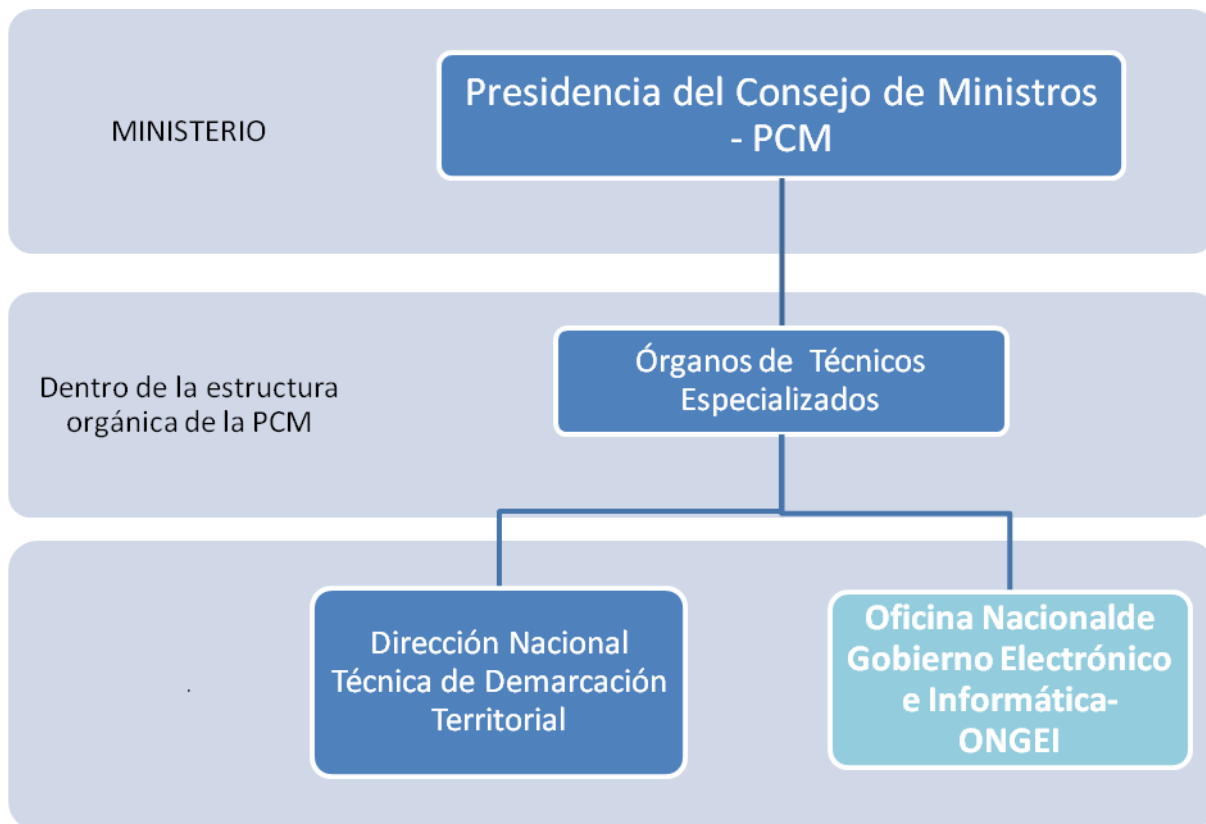 MINISTERIO
Presidencia del Consejo de Ministros
- PCM
Dentro de la estructura
orgánica de la PCM
Órganos de Técnicos
Especializados
.
Dirección Nacional
Técnica de Demarcación
Territorial
Oficina Nacionalde
Gobierno Electrónico
e Informática-
ONGEI